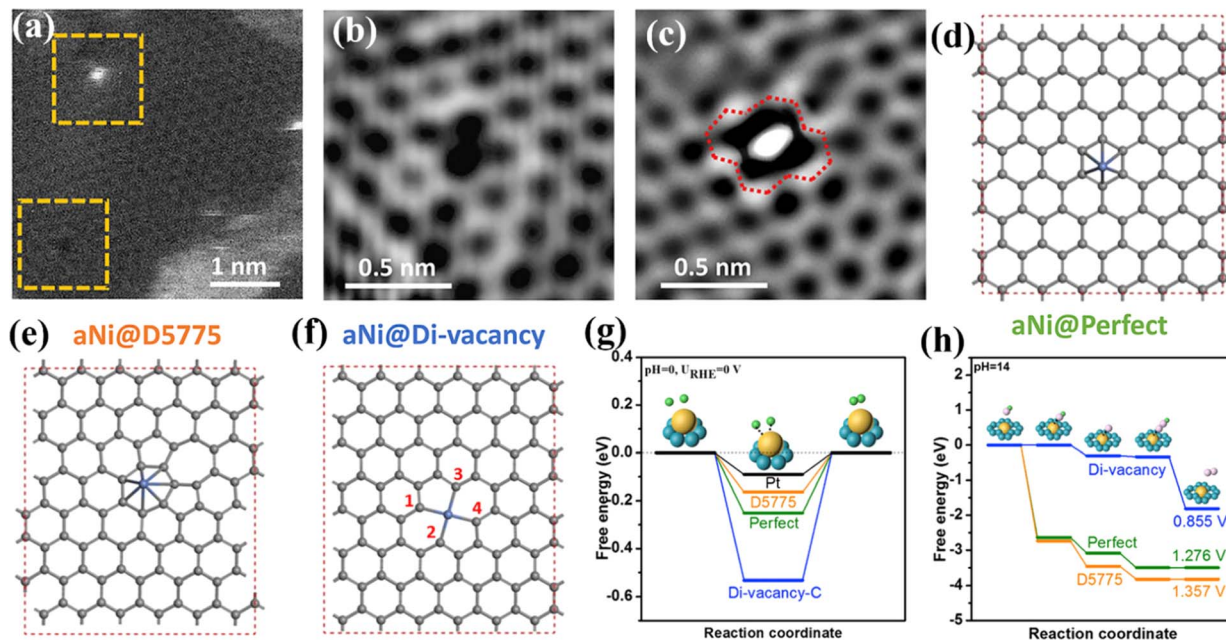 (a)
1 nm
(b)
0.5 nm
(c)
0.5 nm
(d)
aNi@Perfect
(e)
aNi@D5775
(f)
aNi@Di-vacancy
1
2
3
4
(g)
pH=0, URHE=0 V
0.4
0.2
0.0
-0.2
-0.4
-0.6
Free energy (eV)
Pt
D5775
Perfect
Di-vacancy-C
Reaction coordinate
(h)
pH=14
4
3
2
1
0
-1
-2
-3
-4
-5
Free energy (eV)
Di-vacancy
0.855 V
Perfect
1.276 V
D5775
1.357 V
Reaction coordinate